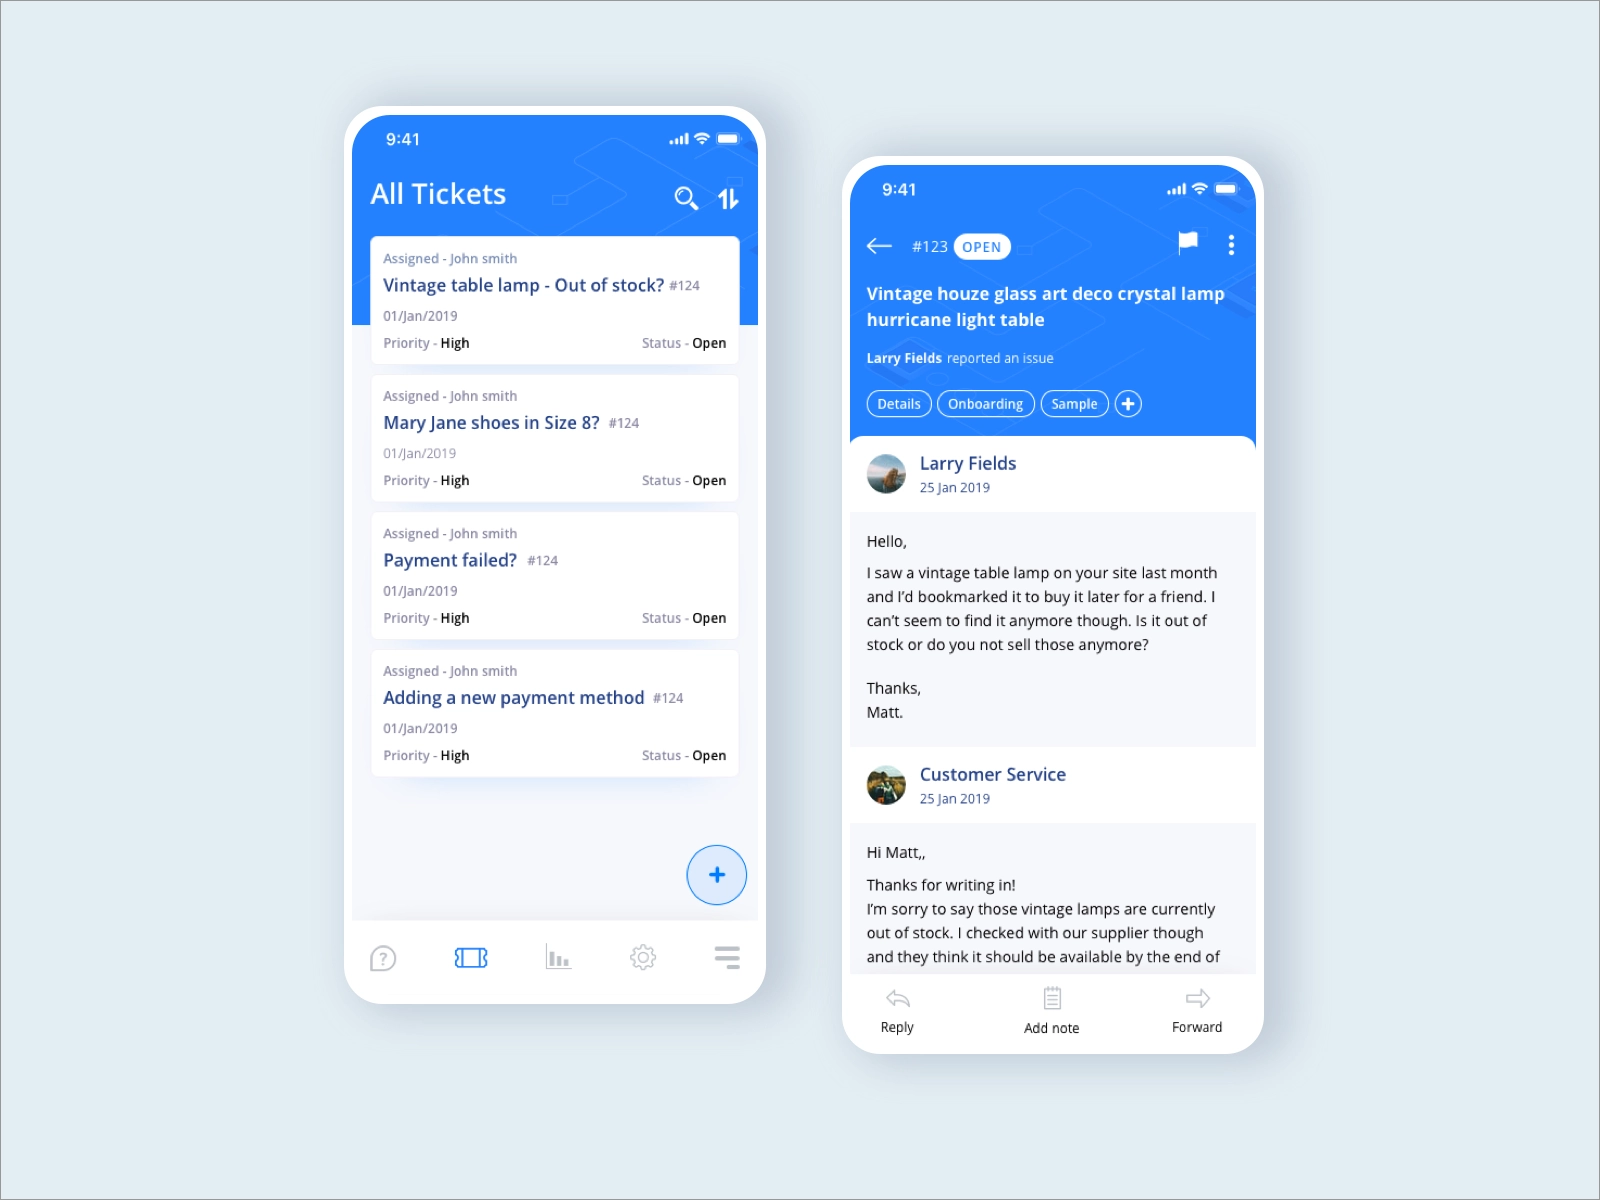 9:41
All Tickets
Assigned - John smith
Vintage table lamp - Out of stock? #124
01/Jan/2019
Priority - High Status - Open
Assigned - John smith
Mary Jane shoes in Size 8? #124
01/Jan/2019
Priority - High Status - Open
Assigned - John smith
Payment failed? #124
01/Jan/2019
Priority - High Status - Open
Assigned - John smith
Adding a new payment method #124
01/Jan/2019
Priority - High Status - Open
9:41
#123 OPEN
Vintage houze glass art deco crystal lamp
hurricane light table
Larry Fields reported an issue
Details Onboarding Sample
Larry Fields
25 Jan 2019
Hello,
I saw a vintage table lamp on your site last month
and I’d bookmarked it to buy it later for a friend. I
can’t seem to find it anymore though. Is it out of
stock or do you not sell those anymore?
Thanks,
Matt.
Customer Service
25 Jan 2019
Hi Matt,,
Thanks for writing in!
I’m sorry to say those vintage lamps are currently
out of stock. I checked with our supplier though
and they think it should be available by the end of
Reply Add note Forward